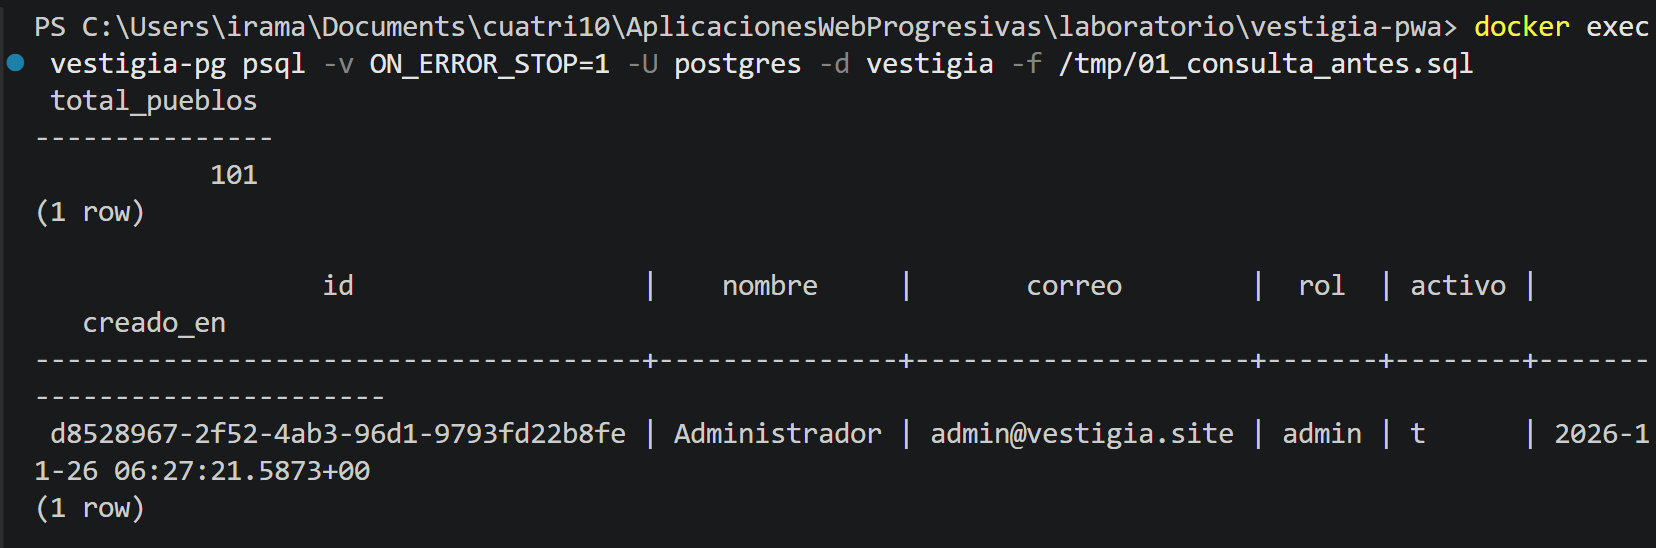 PS C:\Users\irama\Documents\cuatri10\AplicacionesWebProgresivas\laboratorio\vestigia-pwa> docker exec
vestigia-pg psql -v ON_ERROR_STOP=1 -U postgres -d vestigia -f /tmp/01_consulta_antes.sql
total_pueblos
---------------
101
(1 row)
id | nombre | correo | rol | activo |
creado_en
--------------------------------------+---------------+---------------------+-------+--------+-------
----------------------
d8528967-2f52-4ab3-96d1-9793fd22b8fe | Administrador | admin@vestigia.site | admin | t | 2026-1
1-26 06:27:21.5873+00
(1 row)